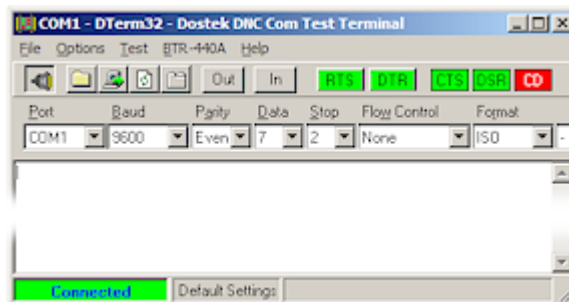 COM1 - DTerm32 - Dostek DNC Com Test Terminal
File Options Test BTR-440A Help
Out In RTS DTR CTS DSR CD
Port Baud Parity Data Stop Flow Control Format
COM1 9600 Even 7 2 None ISO -
Connected Default Settings